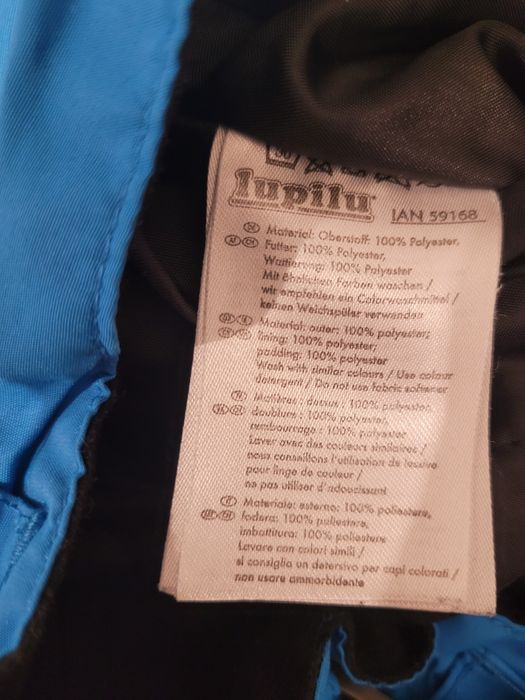 lupilu
IAN 59168
DE Material: Oberstoff: 100% Polyester,
AT CH Futter: 100% Polyester,
Wattierung: 100% Polyester
Mit ähnlichen Farben waschen /
wir empfehlen ein Colorwaschmittel /
keinen Weichspüler verwenden
Material: outer: 100% polyester;
lining: 100% polyester;
padding: 100% polyester
Wash with similar colours / Use colour
detergent / Do not use fabric softener
Matières : dessus : 100% polyester,
doublure : 100% polyester,
rembourrage : 100% polyester
Laver avec des couleurs similaires /
nous conseillons l'utilisation de lessive
pour linge de couleur /
ne pas utiliser d'adoucissant
IT Materiale: esterno: 100% poliestere,
fodera: 100% poliestere,
imbottitura: 100% poliestere
Lavare con colori simili /
si consiglia un detersivo per capi colorati /
non usare ammorbidente